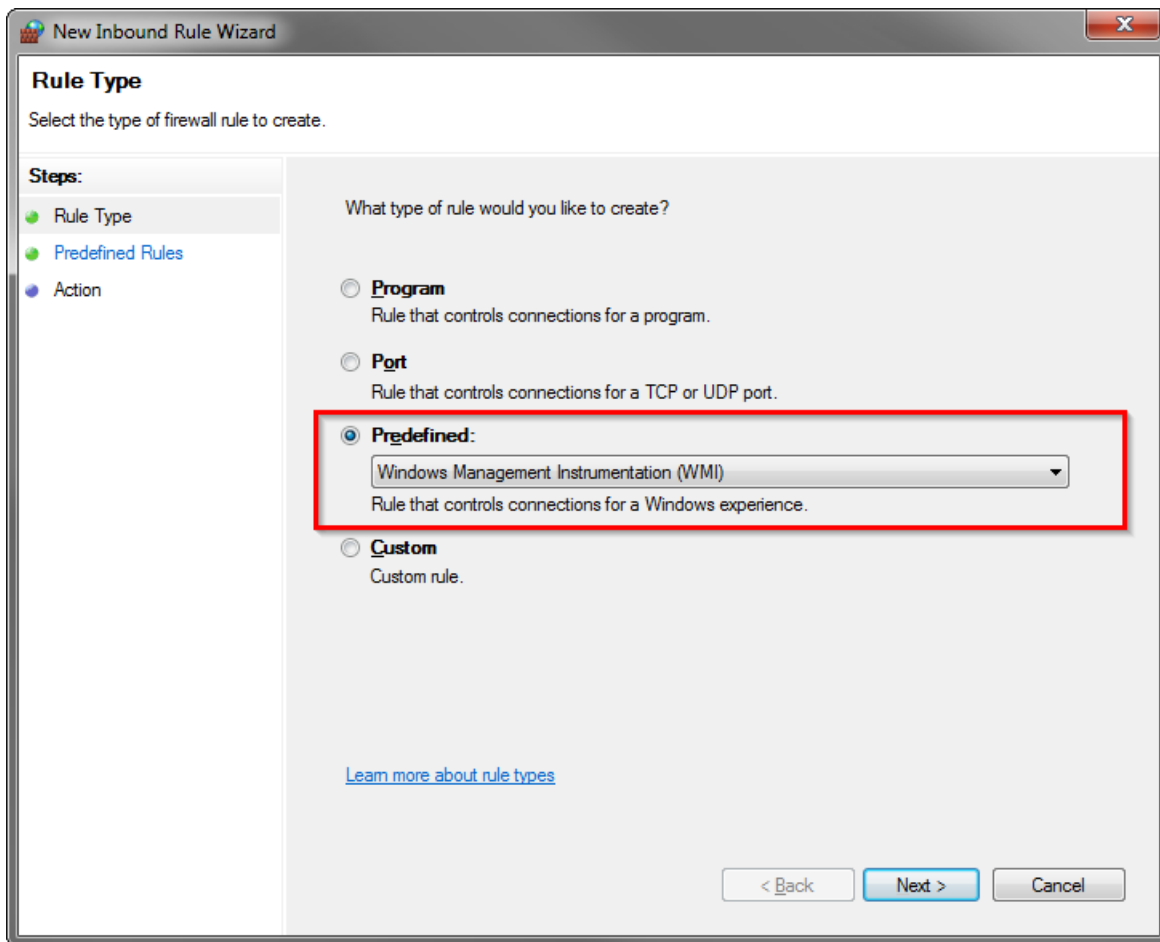 New Inbound Rule Wizard
X
Rule Type
Select the type of firewall rule to create.
Steps:
Rule Type
Predefined Rules
Action
What type of rule would you like to create?
Program
Rule that controls connections for a program.
Port
Rule that controls connections for a TCP or UDP port.
Predefined:
Windows Management Instrumentation (WMI)
Rule that controls connections for a Windows experience.
Custom
Custom rule.
Learn more about rule types
< Back
Next >
Cancel